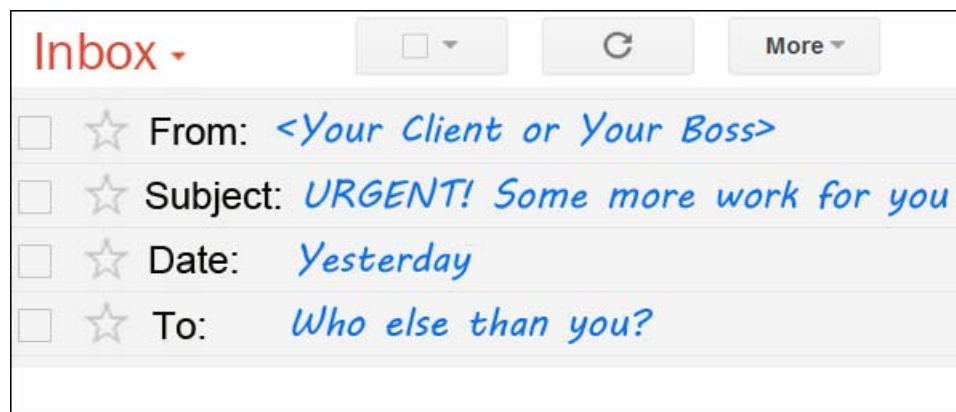 Inbox
More
From: <Your Client or Your Boss>
Subject: URGENT! Some more work for you
Date: Yesterday
To: Who else than you?